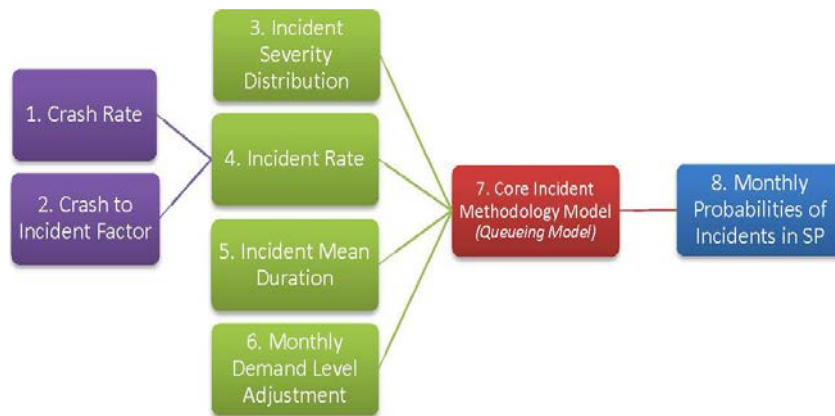 1. Crash Rate
2. Crash to
Incident Factor
3. Incident
Severity
Distribution
4. Incident Rate
5. Incident Mean
Duration
6. Monthly
Demand Level
Adjustment
7. Core Incident
Methodology Model
(Queueing Model)
8. Monthly
Probabilities of
Incidents in SP